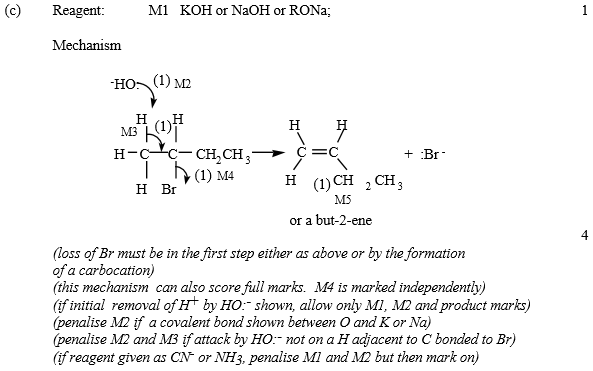 (c) Reagent: M1 KOH or NaOH or RONa; 1
Mechanism
-HO: (1) M2
H H
M3 (1)
H–C–C–CH2CH3
(1) M4
H Br
H H
C=C + :Br-
H (1) CH2CH3
M5
or a but-2-ene
4
(loss of Br must be in the first step either as above or by the formation
of a carbocation)
(this mechanism can also score full marks. M4 is marked independently)
(if initial removal of H+ by HO:- shown, allow only M1, M2 and product marks)
(penalise M2 if a covalent bond shown between O and K or Na)
(penalise M2 and M3 if attack by HO:- not on a H adjacent to C bonded to Br)
(if reagent given as CN- or NH3, penalise M1 and M2 but then mark on)